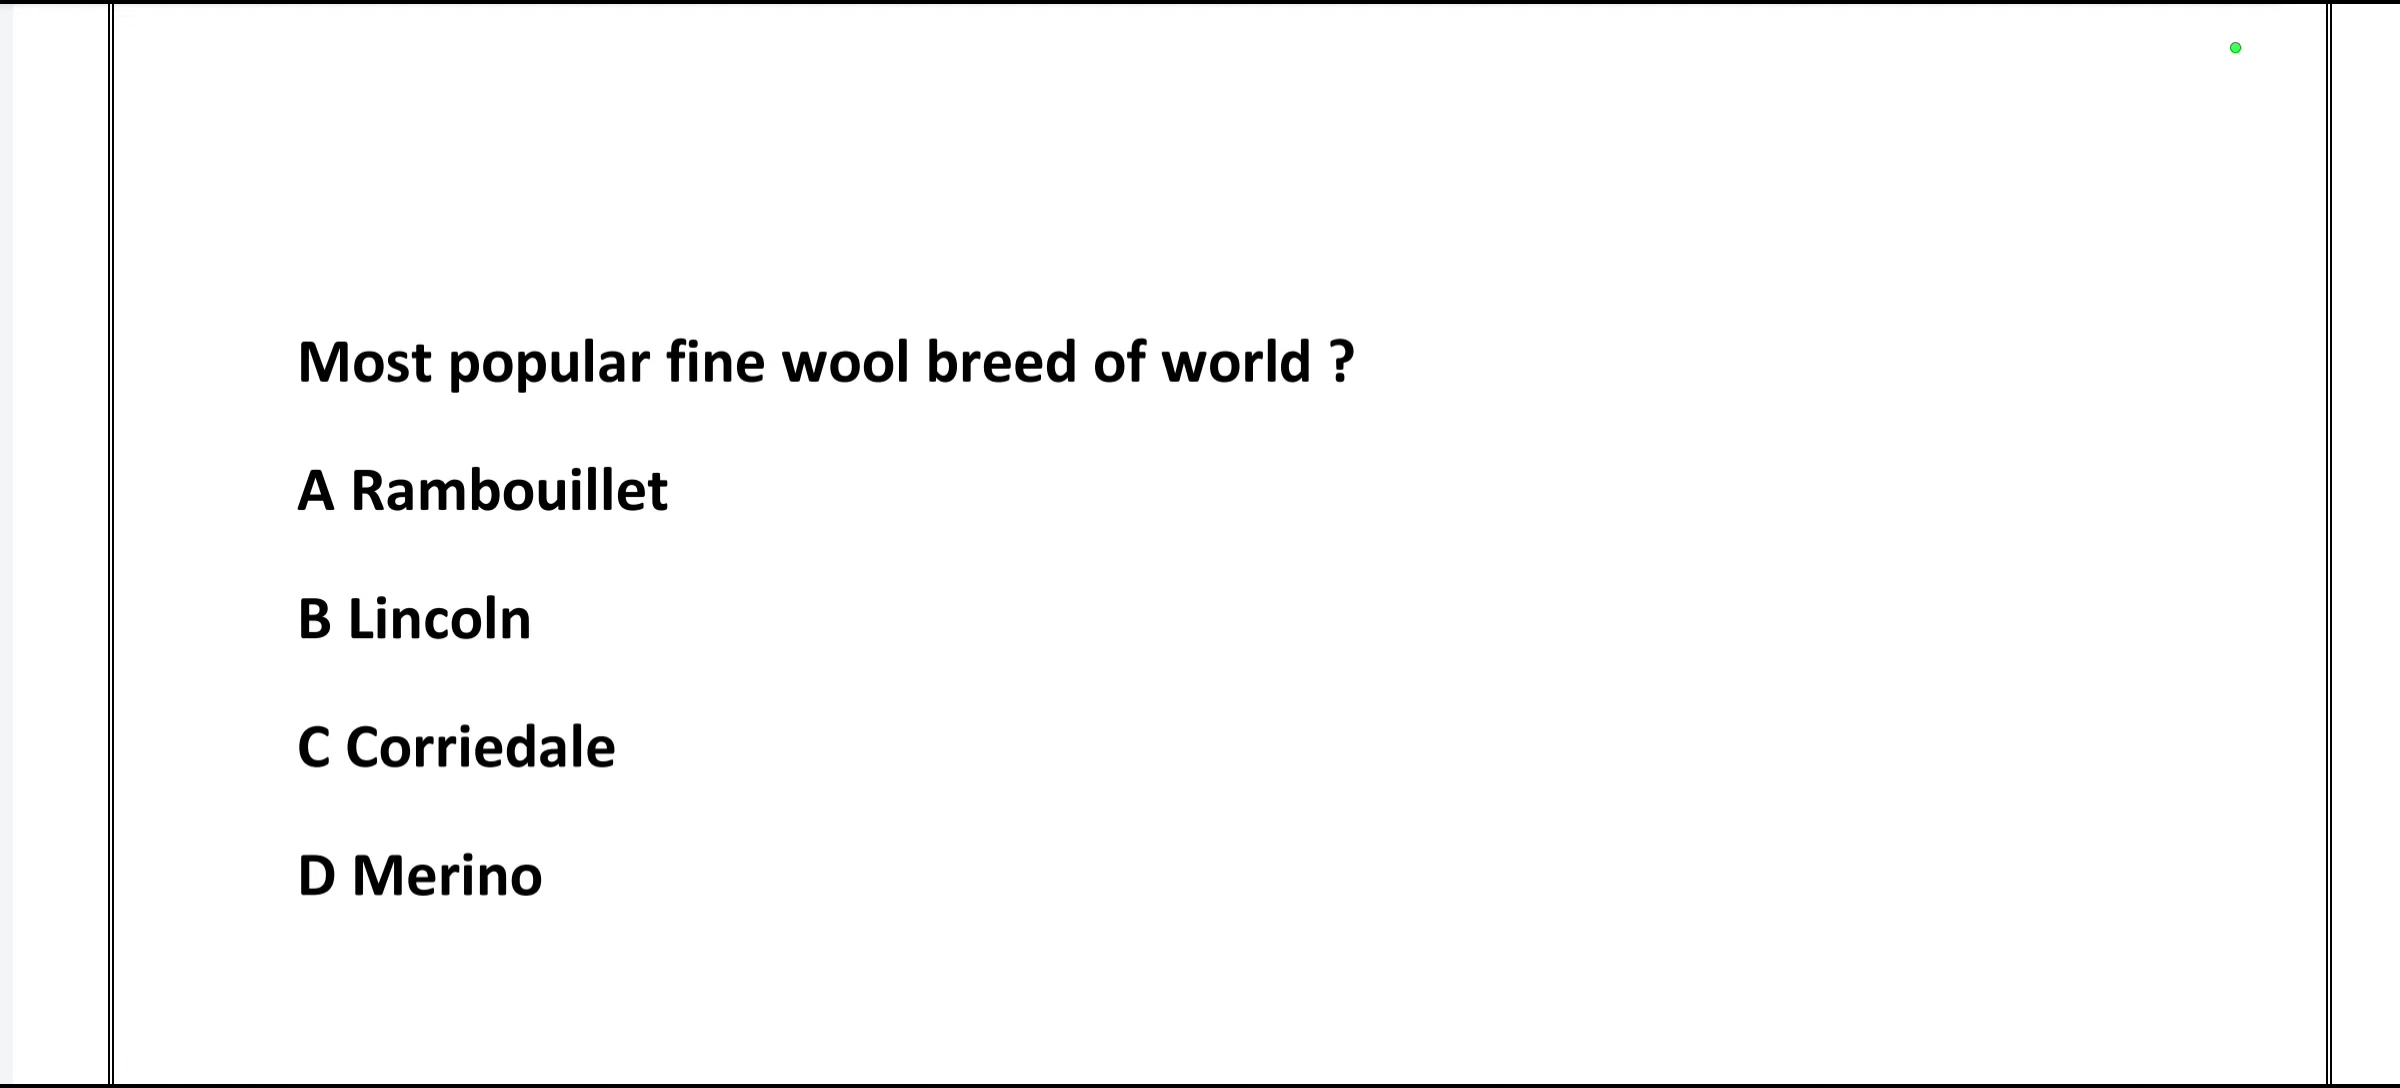 Most popular fine wool breed of world ?
A Rambouillet
B Lincoln
C Corriedale
D Merino